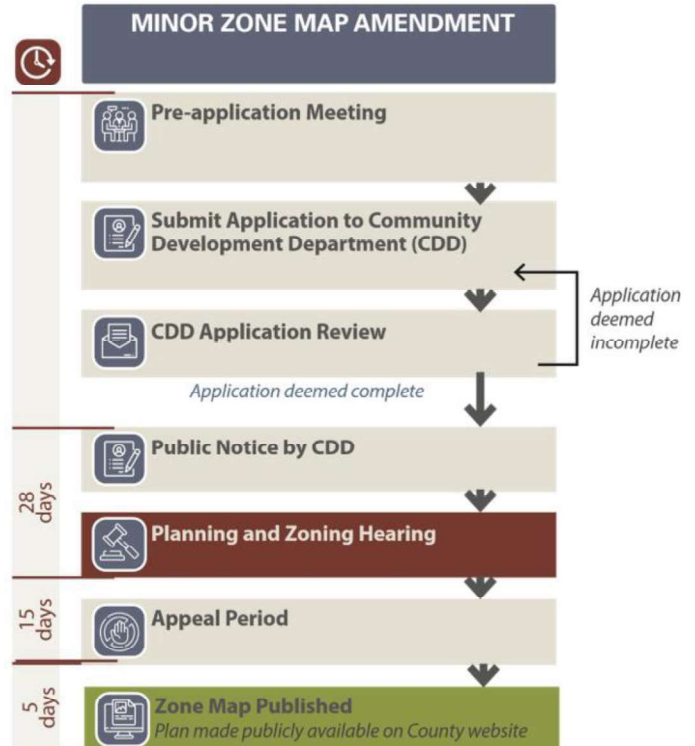 MINOR ZONE MAP AMENDMENT
Pre-application Meeting
Submit Application to Community
Development Department (CDD)
Application
deemed
incomplete
CDD Application Review
Application deemed complete
28
days
Public Notice by CDD
Planning and Zoning Hearing
15
days
Appeal Period
5
days
Zone Map Published
Plan made publicly available on County website